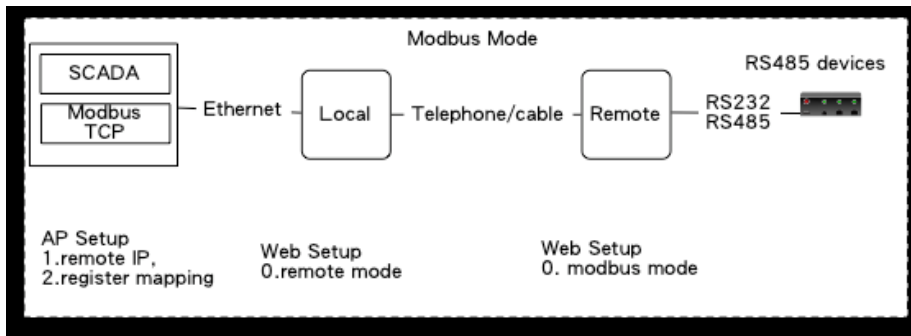 Modbus Mode
SCADA
Modbus
TCP
Ethernet
Local
Telephone/cable
Remote
RS232
RS485
RS485 devices
AP Setup
1.remote IP,
2.register mapping
Web Setup
0.remote mode
Web Setup
0. modbus mode